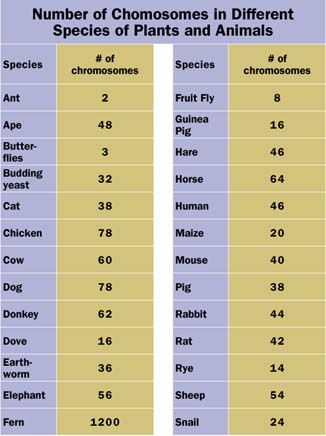 Number of Chomosomes in Different
Species of Plants and Animals
Species # of chromosomes
Ant 2
Ape 48
Butter-
flies 3
Budding
yeast 32
Cat 38
Chicken 78
Cow 60
Dog 78
Donkey 62
Dove 16
Earth-
worm 36
Elephant 56
Fern 1200
Species # of chromosomes
Fruit Fly 8
Guinea
Pig 16
Hare 46
Horse 64
Human 46
Maize 20
Mouse 40
Pig 38
Rabbit 44
Rat 42
Rye 14
Sheep 54
Snail 24